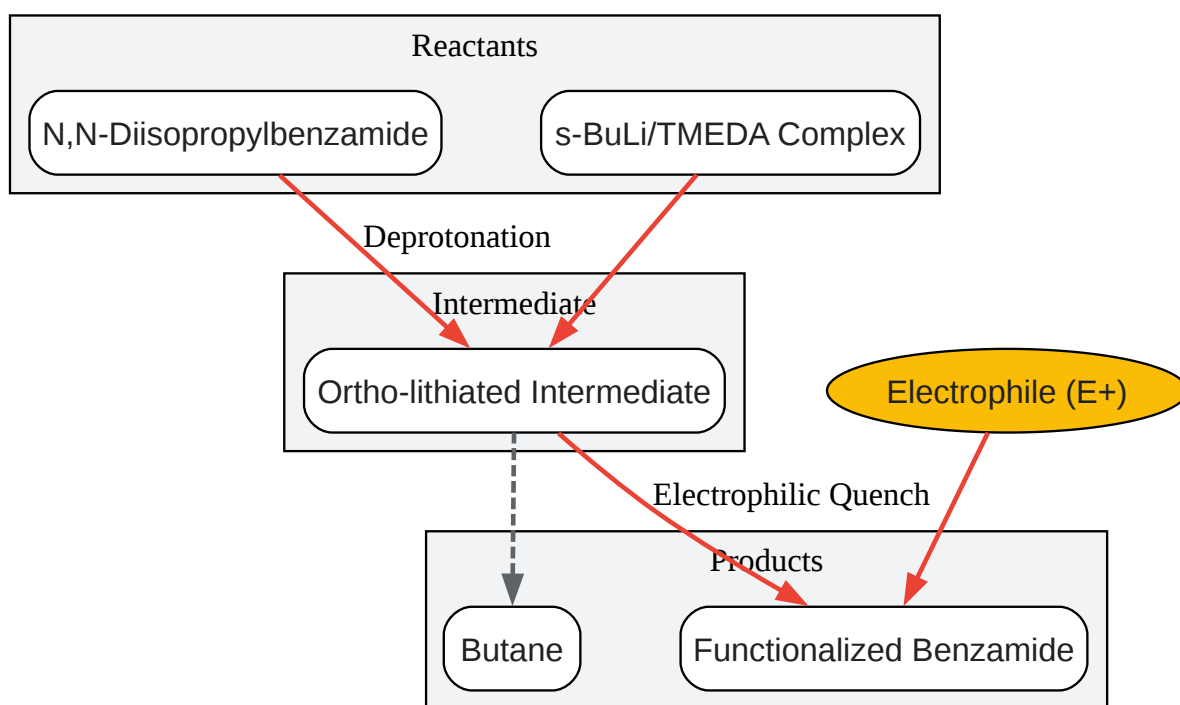 Reactants
N,N-Diisopropylbenzamide
s-BuLi/TMEDA Complex
Deprotonation
Intermediate
Ortho-lithiated Intermediate
Electrophile (E+)
Electrophilic Quench
Products
Butane
Functionalized Benzamide